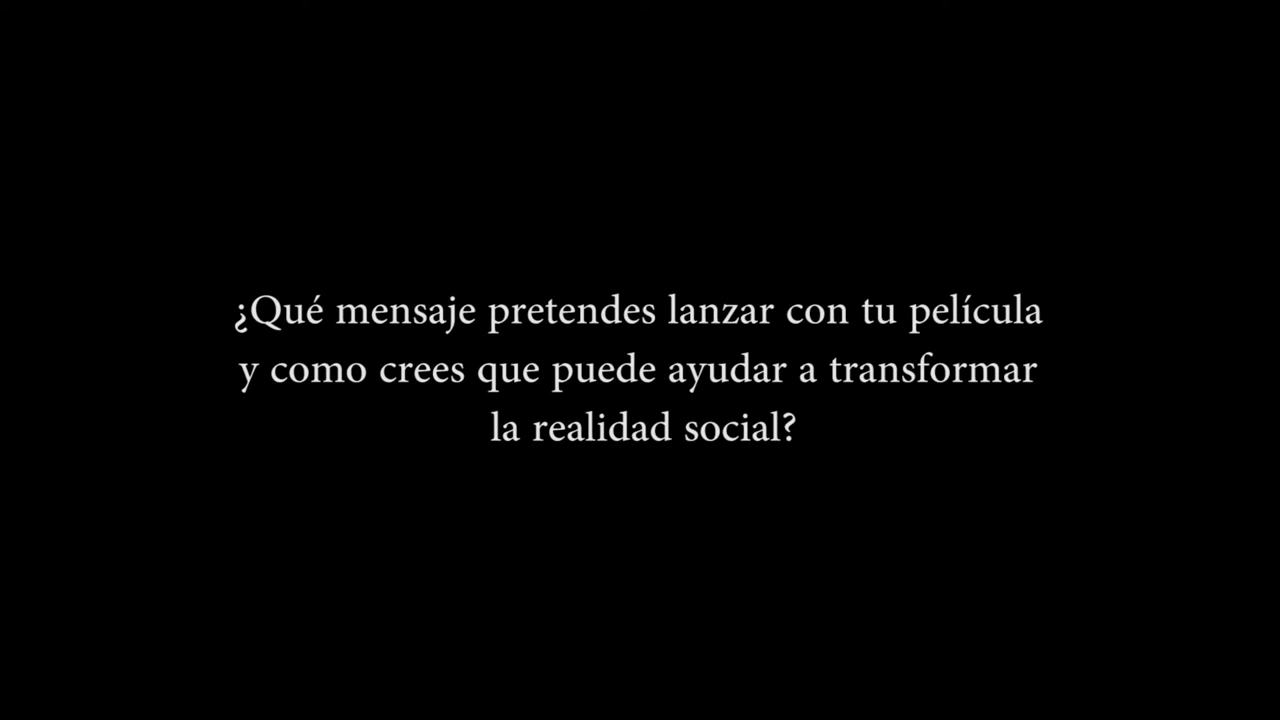 ¿Qué mensaje pretendes lanzar con tu película
y como crees que puede ayudar a transformar
la realidad social?